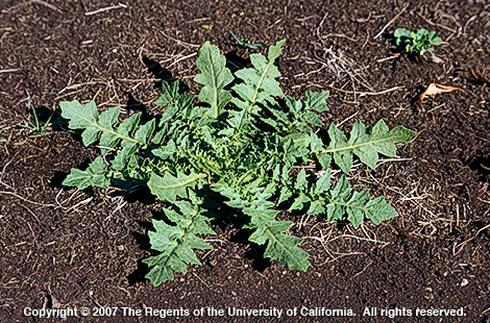 Copyright © 2007 The Regents of the University of California. All rights reserved.